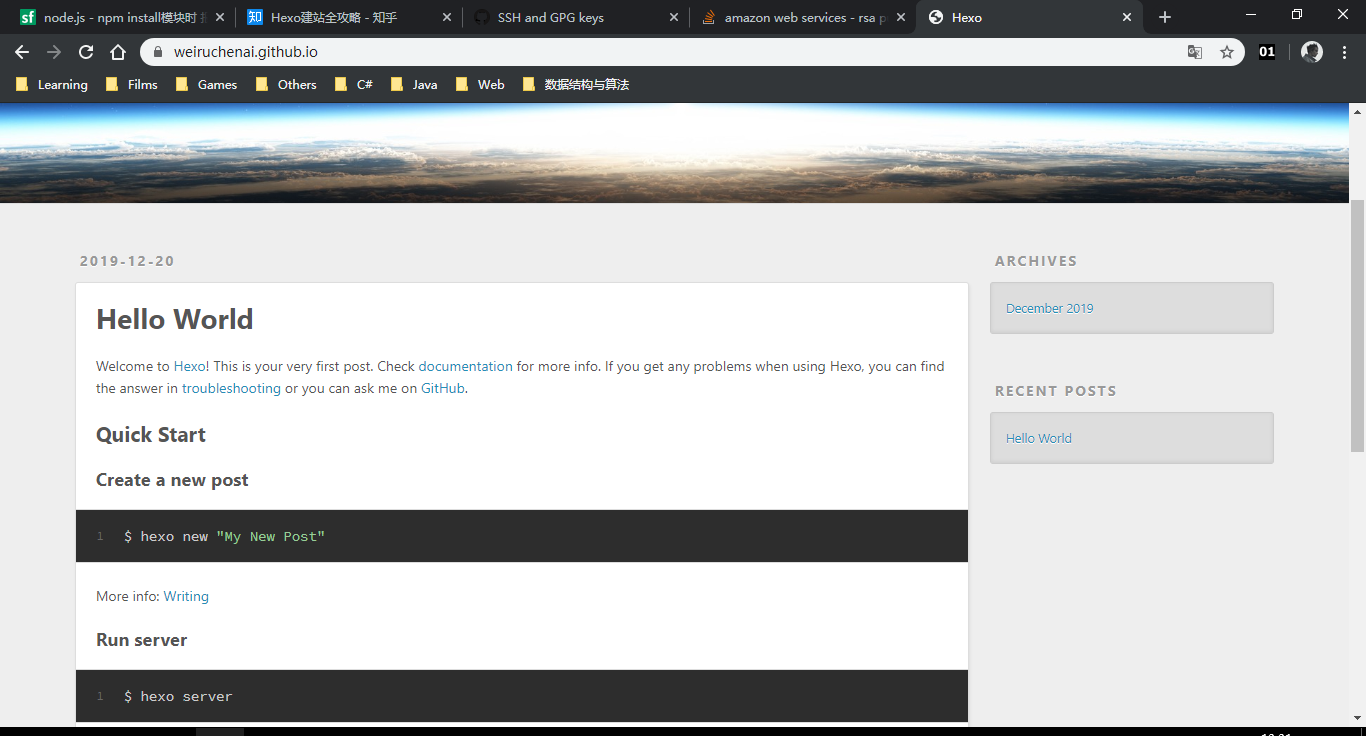 node.js - npm install模块时
Hexo建站全攻略 - 知乎
SSH and GPG keys
amazon web services - rsa
Hexo
weiruchenai.github.io
01
Learning
Films
Games
Others
C#
Java
Web
数据结构与算法
2019-12-20
Hello World
Welcome to Hexo! This is your very first post. Check documentation for more info. If you get any problems when using Hexo, you can find
the answer in troubleshooting or you can ask me on GitHub.
Quick Start
Create a new post
1 $ hexo new "My New Post"
More info: Writing
Run server
1 $ hexo server
ARCHIVES
December 2019
RECENT POSTS
Hello World